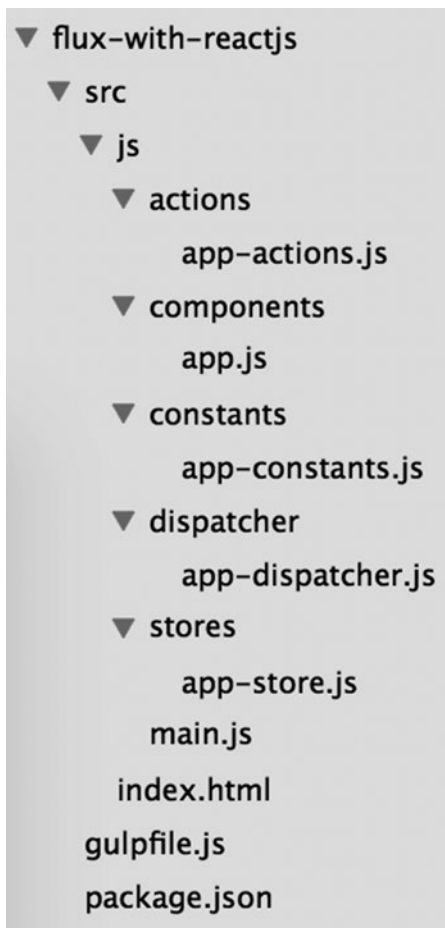 flux-with-reactjs
src
js
actions
app-actions.js
components
app.js
constants
app-constants.js
dispatcher
app-dispatcher.js
stores
app-store.js
main.js
index.html
gulpfile.js
package.json